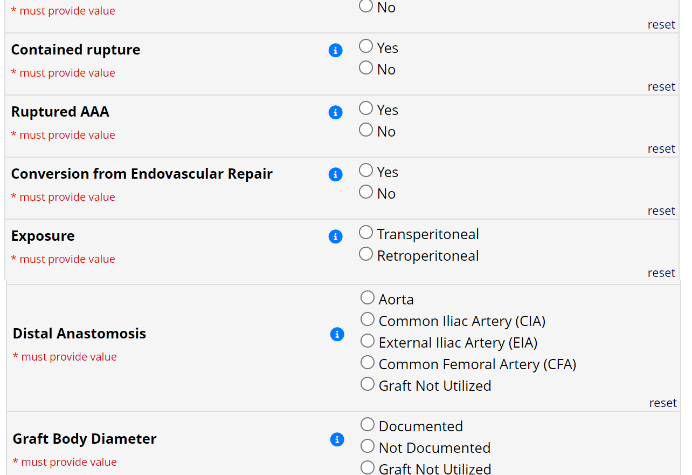 No
* must provide value
reset
Contained rupture
Yes
* must provide value
No
reset
Ruptured AAA
Yes
* must provide value
No
reset
Conversion from Endovascular Repair
Yes
* must provide value
No
reset
Exposure
Transperitoneal
* must provide value
Retroperitoneal
reset
Distal Anastomosis
* must provide value
Aorta
Common Iliac Artery (CIA)
External Iliac Artery (EIA)
Common Femoral Artery (CFA)
Graft Not Utilized
reset
Graft Body Diameter
* must provide value
Documented
Not Documented
Graft Not Utilized